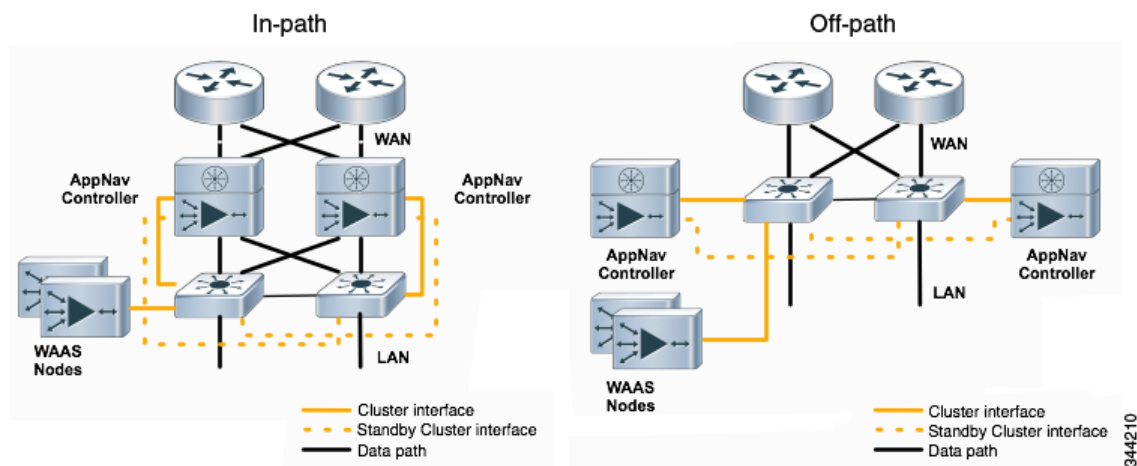 In-path
Off-path
WAN
AppNav
Controller
AppNav
Controller
WAAS
Nodes
LAN
Cluster interface
Standby Cluster interface
Data path
WAN
AppNav
Controller
AppNav
Controller
LAN
WAAS
Nodes
Cluster interface
Standby Cluster interface
Data path
344210